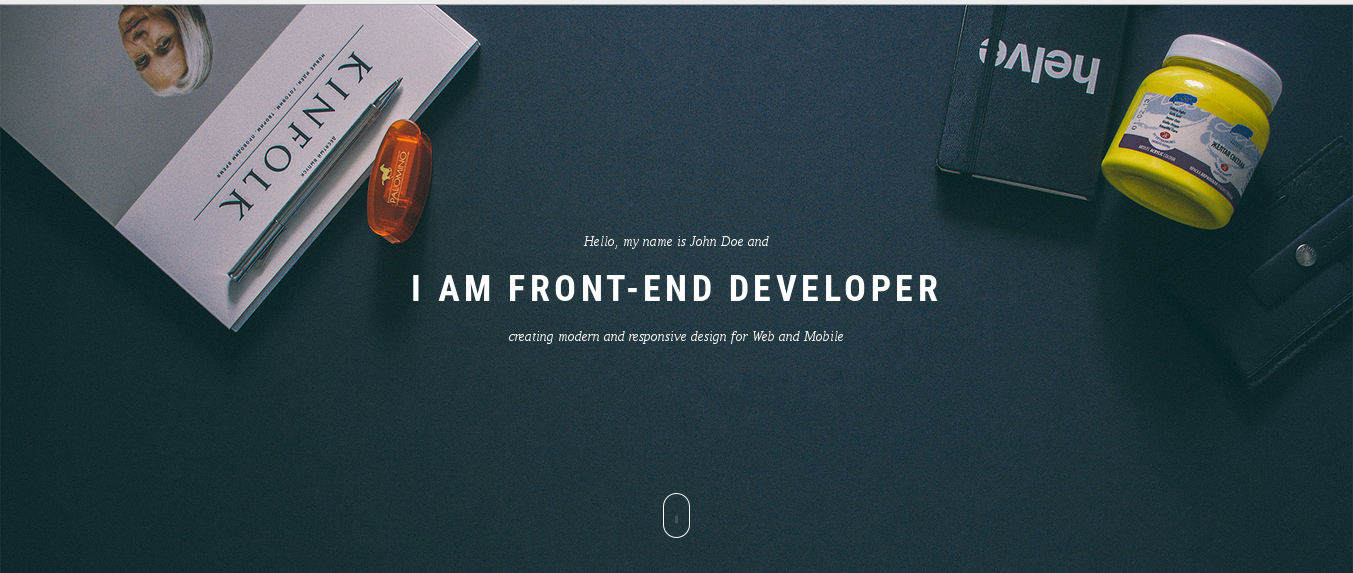 KINFOLK
PALOMINO
helve
Hello, my name is John Doe and
I AM FRONT-END DEVELOPER
creating modern and responsive design for Web and Mobile